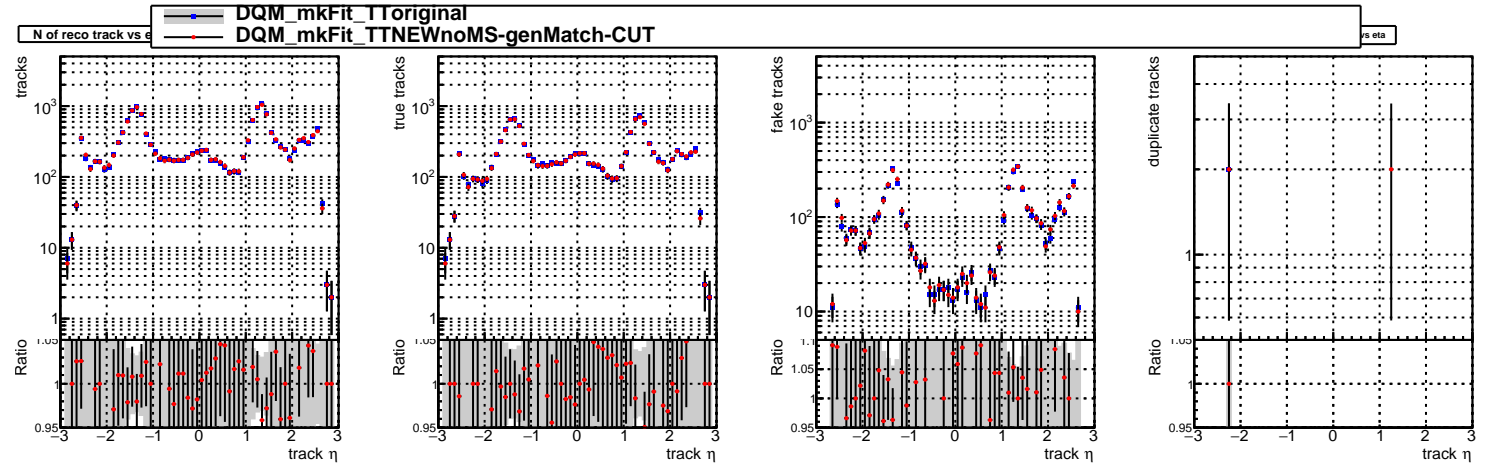 DQM_mkFit_TToriginal
DQM_mkFit_TTNEWnoMS-genMatch-CUT
N of reco track vs e
vs eta
tracks
10³
10²
10
1
Ratio
1.05
1
0.95
−3 −2 −1 0 1 2 3
track η
true tracks
10³
10²
10
1
Ratio
1.05
1
0.95
−3 −2 −1 0 1 2 3
track η
fake tracks
10³
10²
10
Ratio
1.1
1.05
1
0.95
−3 −2 −1 0 1 2 3
track η
duplicate tracks
1
Ratio
1.05
1
0.95
−3 −2 −1 0 1 2 3
track η